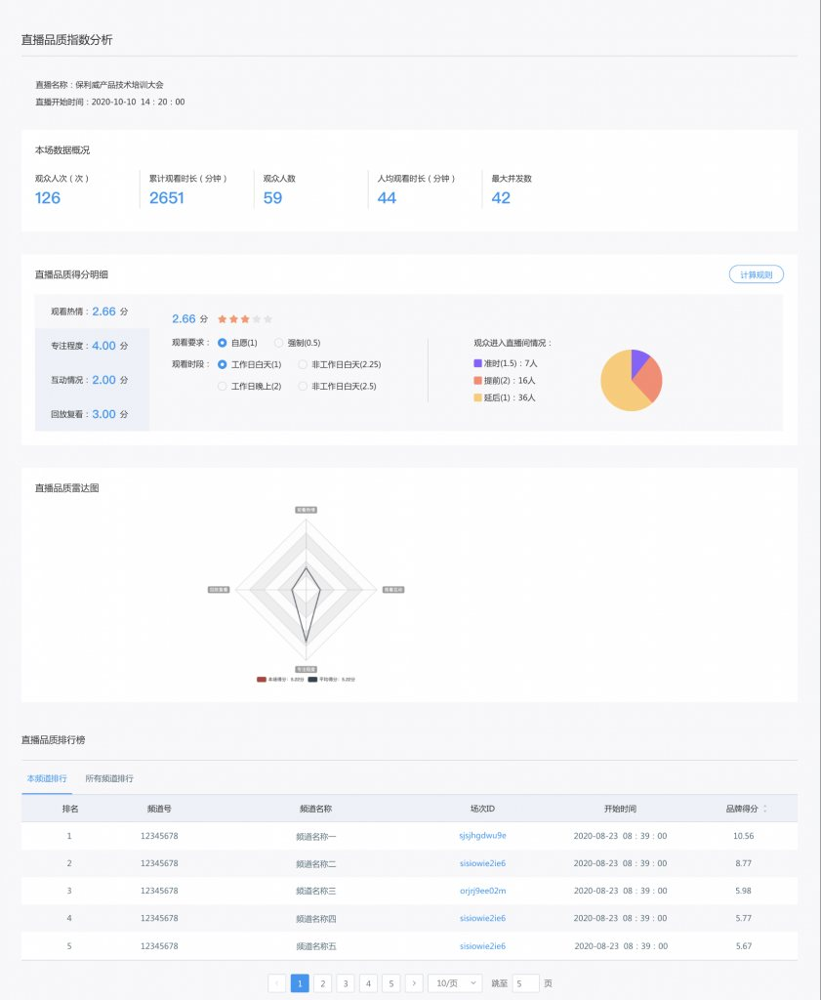 直播品质指数分析
直播名称：保利威产品技术培训大会
直播开始时间：2020-10-10 14：20：00
本场数据概况
观众人次（次） 累计观看时长（分钟） 观众人数 人均观看时长（分钟） 最大并发数
126 2651 59 44 42
直播品质得分明细 计算规则
观看热情：2.66 分
专注程度：4.00 分
互动情况：2.00 分
回放复看：3.00 分
2.66 分
观看要求： 自愿(1) 强制(0.5)
观看时段： 工作日白天(1) 非工作日白天(2.25)
工作日晚上(2) 非工作日白天(2.5)
观众进入直播间情况：
准时(1.5)：7人
提前(2)：16人
延后(1)：36人
直播品质雷达图
观看热情
回放复看
专注程度
本场得分：5.22分 平均得分：5.22分
直播品质排行榜
本频道排行 所有频道排行
排名 频道号 频道名称 场次ID 开始时间 品牌得分
1 12345678 频道名称一 sjsjhgdwu9e 2020-08-23 08：39：00 10.56
2 12345678 频道名称二 sisiowie2ie6 2020-08-23 08：39：00 8.77
3 12345678 频道名称三 orjrj9ee02m 2020-08-23 08：39：00 5.98
4 12345678 频道名称四 sisiowie2ie6 2020-08-23 08：39：00 5.77
5 12345678 频道名称五 sisiowie2ie6 2020-08-23 08：39：00 5.67
1 2 3 4 5 10/页 跳至 5 页